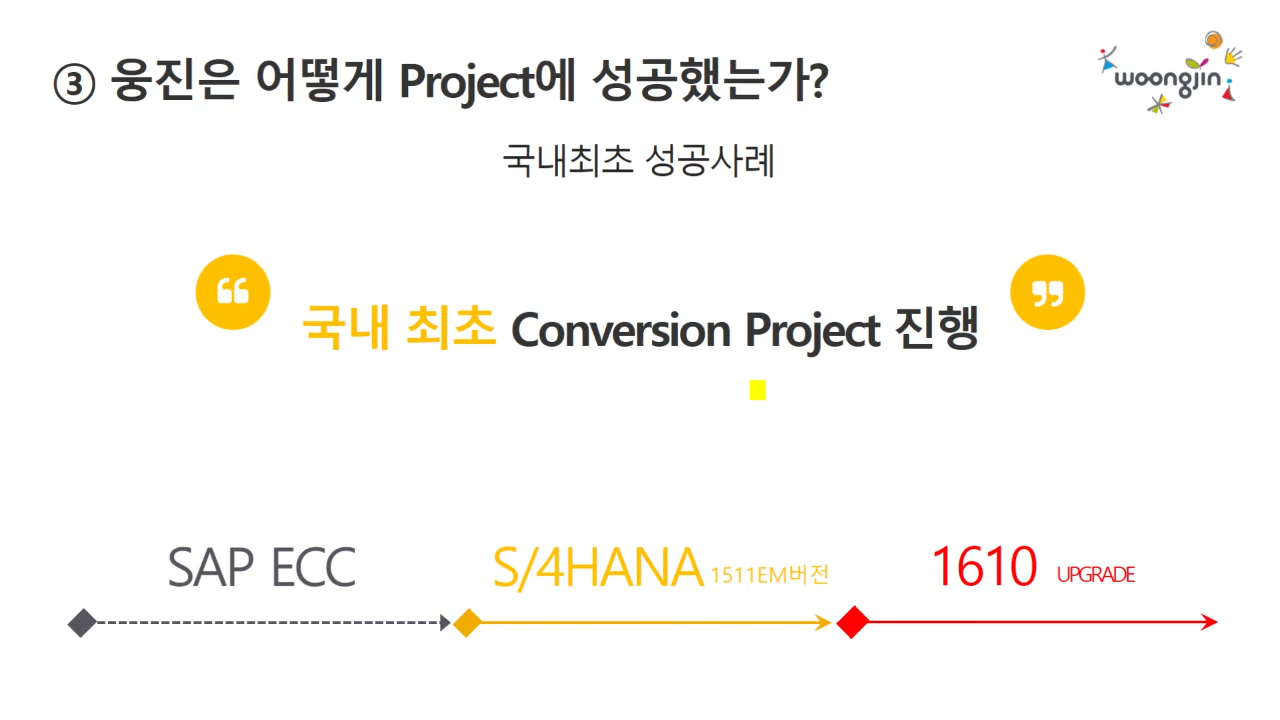 ③ 웅진은 어떻게 Project에 성공했는가?
woongjin
국내최초 성공사례
“ 국내 최초 Conversion Project 진행 ”
SAP ECC
S/4HANA 1511EM버전
1610 UPGRADE